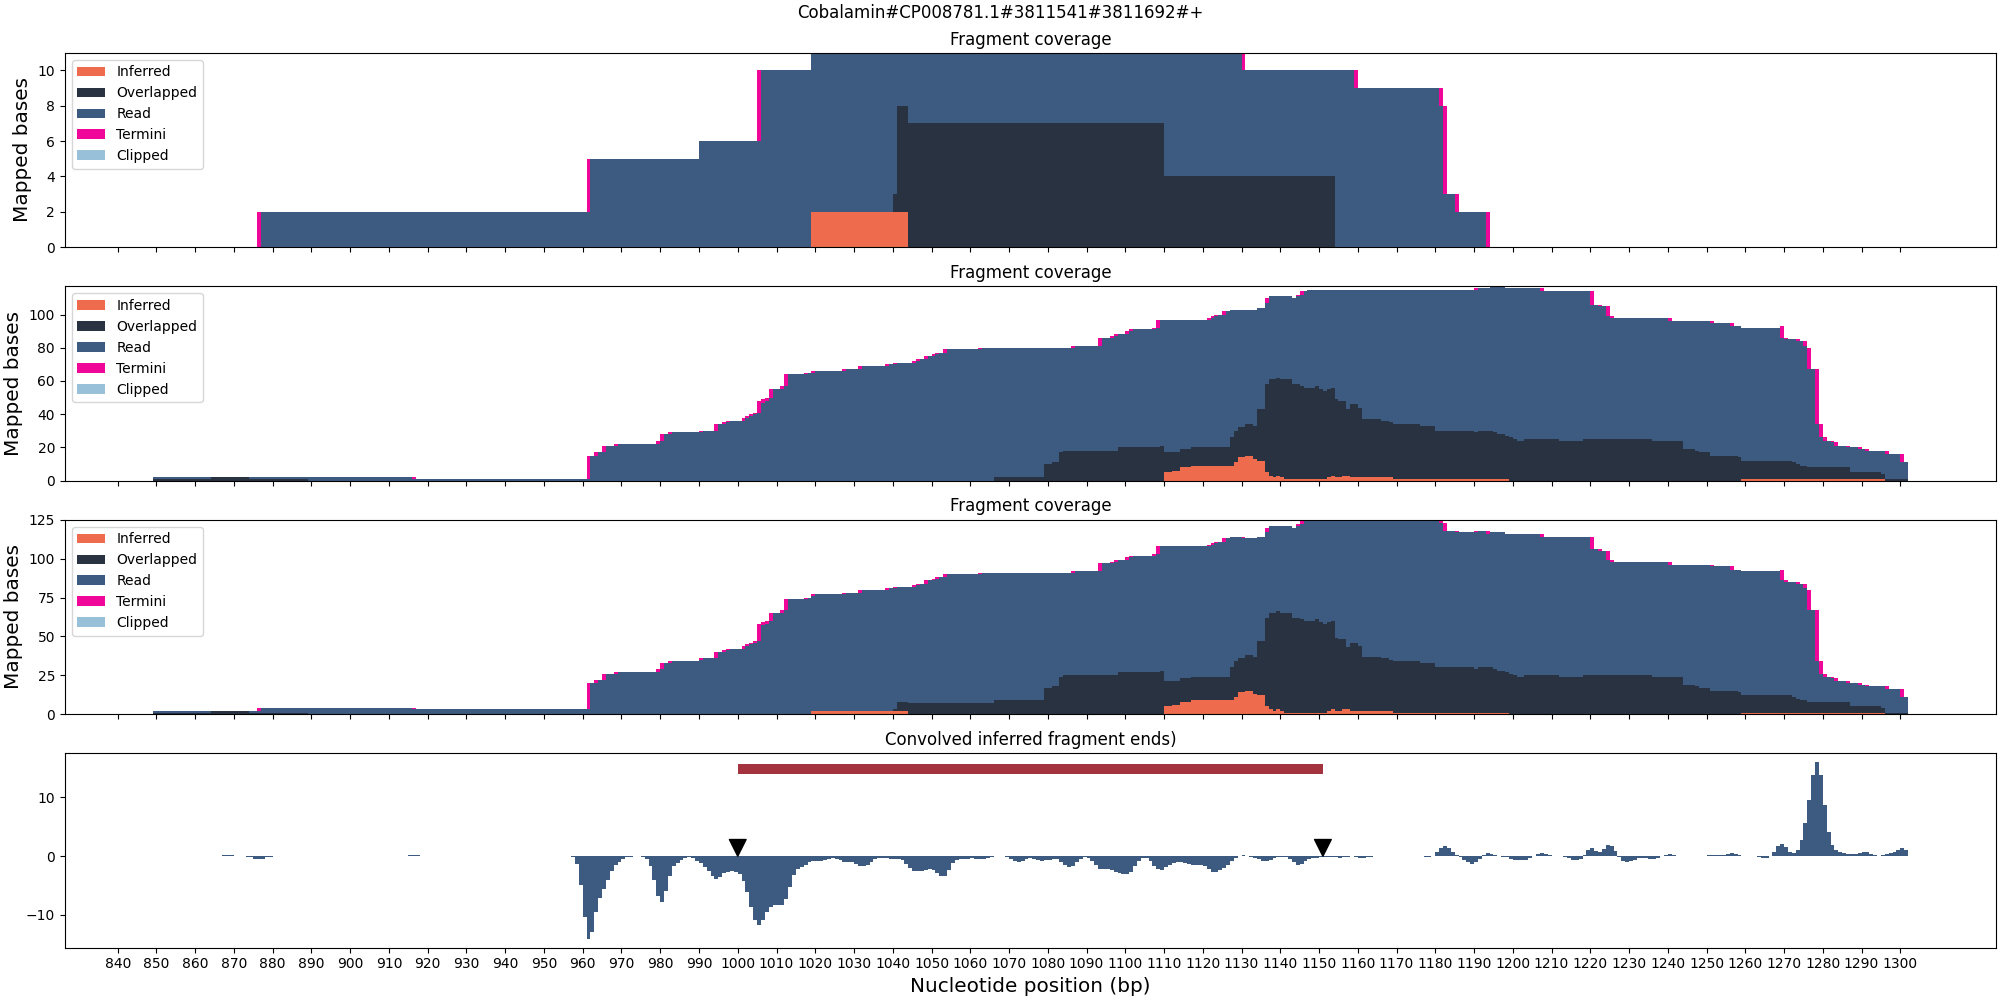 Cobalamin#CP008781.1#3811541#3811692#+
Fragment coverage
Mapped bases
10
8
6
4
2
0
Inferred
Overlapped
Read
Termini
Clipped
Fragment coverage
Mapped bases
100
80
60
40
20
0
Inferred
Overlapped
Read
Termini
Clipped
Fragment coverage
Mapped bases
125
100
75
50
25
0
Inferred
Overlapped
Read
Termini
Clipped
Convolved inferred fragment ends)
10
0
−10
840 850 860 870 880 890 900 910 920 930 940 950 960 970 980 990 1000 1010 1020 1030 1040 1050 1060 1070 1080 1090 1100 1110 1120 1130 1140 1150 1160 1170 1180 1190 1200 1210 1220 1230 1240 1250 1260 1270 1280 1290 1300
Nucleotide position (bp)